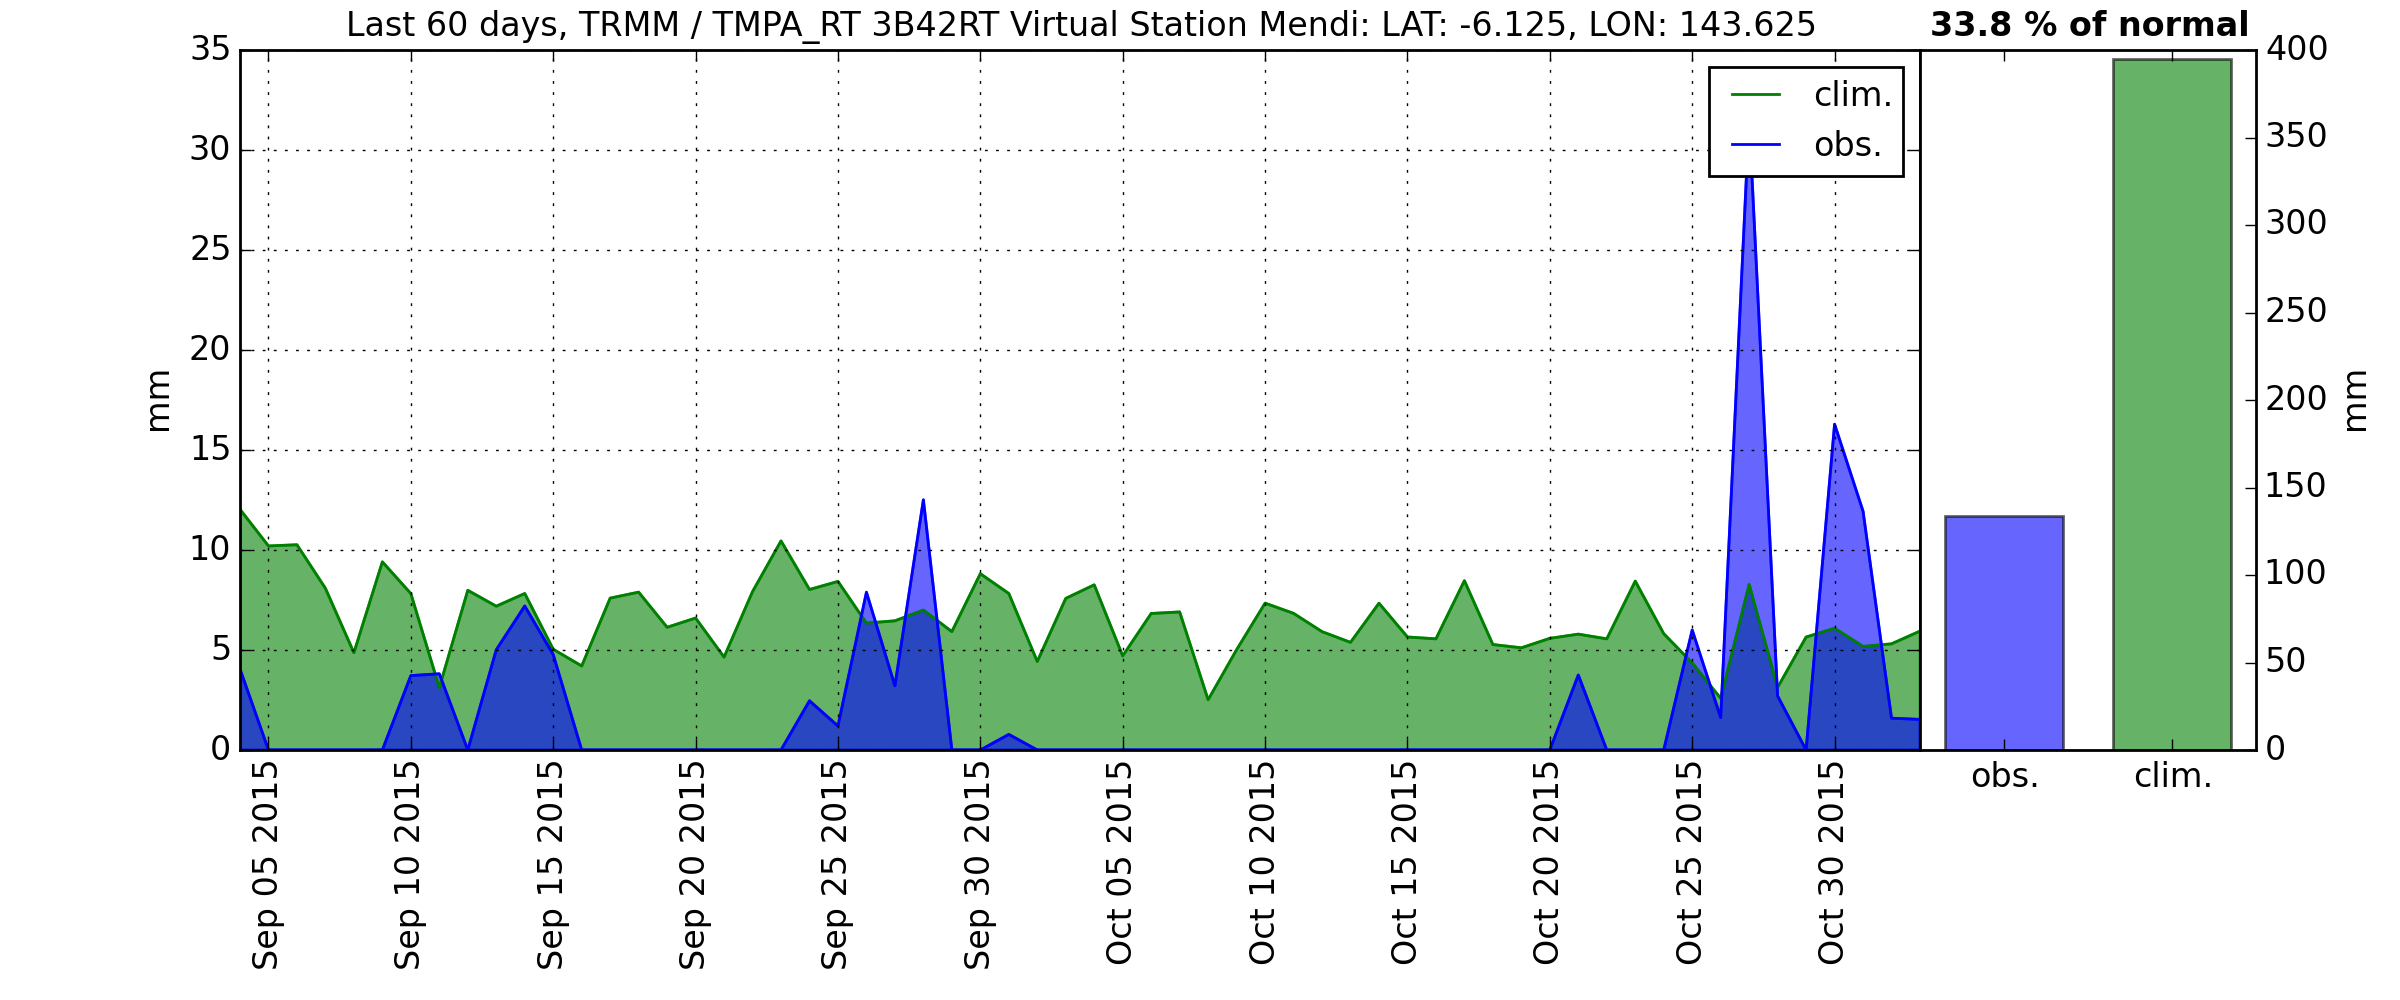 Last 60 days, TRMM / TMPA_RT 3B42RT Virtual Station Mendi: LAT: -6.125, LON: 143.625
33.8 % of normal
35
30
25
20
15
10
5
0
mm
clim.
obs.
400
350
300
250
200
150
100
50
0
mm
Sep 05 2015
Sep 10 2015
Sep 15 2015
Sep 20 2015
Sep 25 2015
Sep 30 2015
Oct 05 2015
Oct 10 2015
Oct 15 2015
Oct 20 2015
Oct 25 2015
Oct 30 2015
obs.
clim.